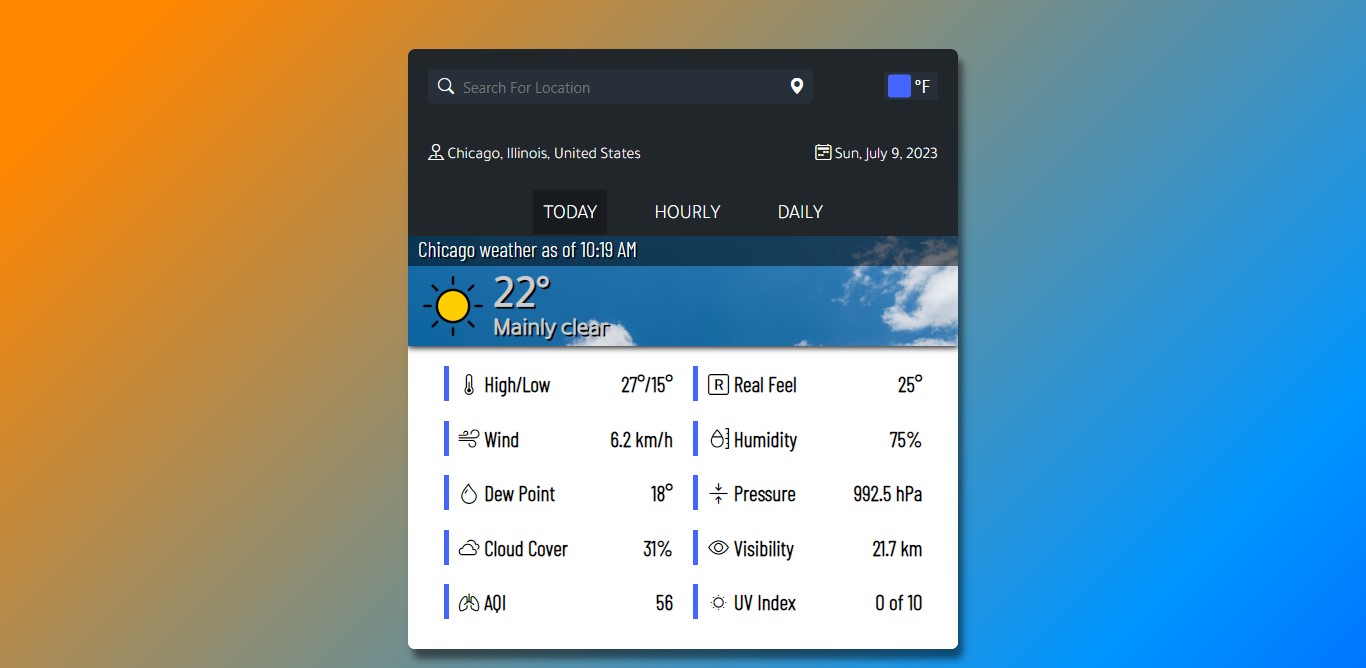 Search For Location
°F
Chicago, Illinois, United States
Sun, July 9, 2023
TODAY HOURLY DAILY
Chicago weather as of 10:19 AM
22°
Mainly clear
High/Low 27°/15°
R Real Feel 25°
Wind 6.2 km/h
Humidity 75%
Dew Point 18°
Pressure 992.5 hPa
Cloud Cover 31%
Visibility 21.7 km
AQI 56
UV Index 0 of 10